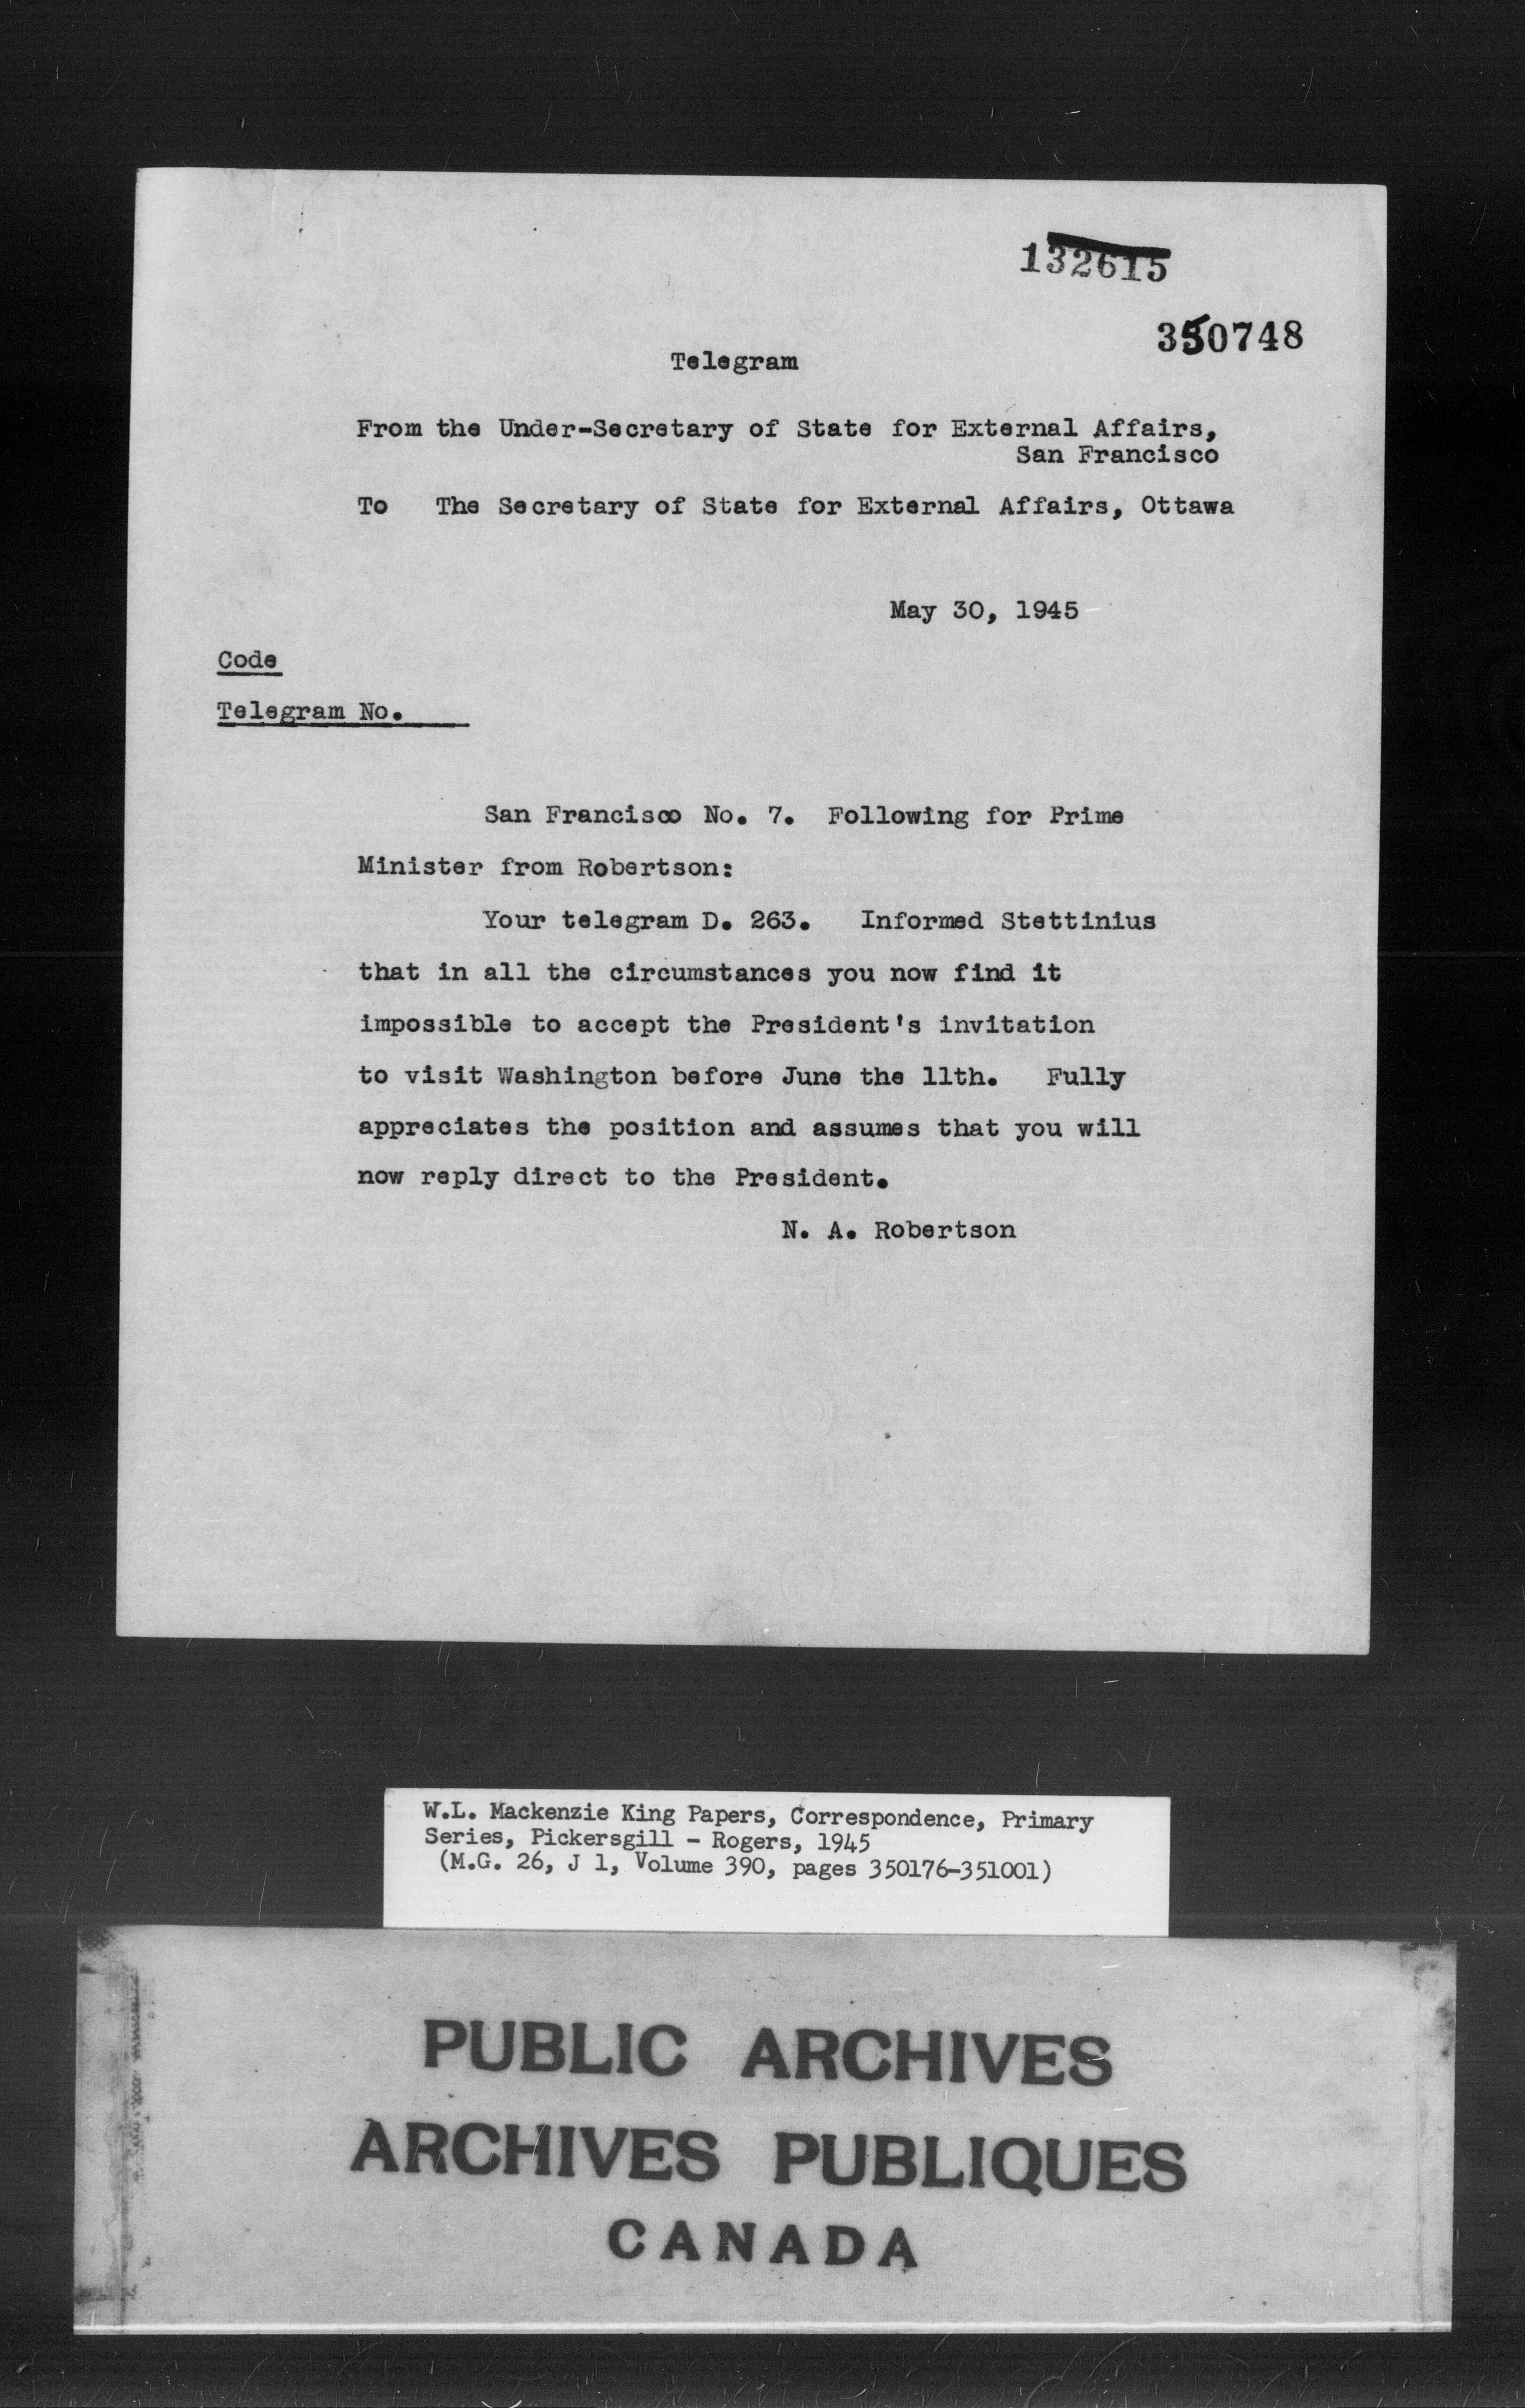 132615
350748
Telegram
From the Under-Secretary of State for External Affairs,
San Francisco
To The Secretary of State for External Affairs, Ottawa
May 30, 1945
Code
Telegram No.
San Francisco No. 7. Following for Prime
Minister from Robertson:
Your telegram D. 263. Informed Stettinius
that in all the circumstances you now find it
impossible to accept the President's invitation
to visit Washington before June the 11th. Fully
appreciates the position and assumes that you will
now reply direct to the President.
N. A. Robertson
W.L. Mackenzie King Papers, Correspondence, Primary
Series, Pickersgill - Rogers, 1945
(M.G. 26, J 1, Volume 390, pages 350176-351001)
PUBLIC ARCHIVES
ARCHIVES PUBLIQUES
CANADA